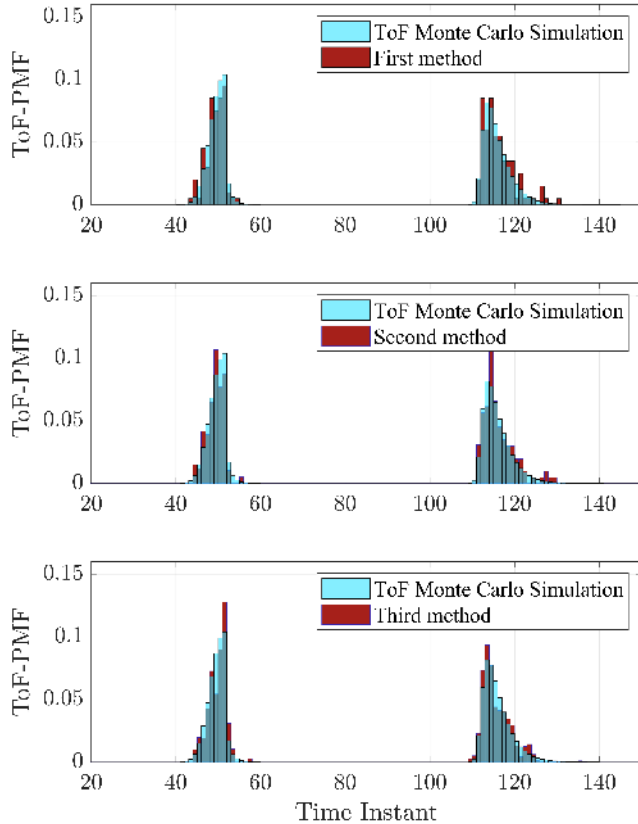 0.15
0.1
0.05
0
ToF-PMF
ToF Monte Carlo Simulation
First method
20 40 60 80 100 120 140
0.15
0.1
0.05
0
ToF-PMF
ToF Monte Carlo Simulation
Second method
20 40 60 80 100 120 140
0.15
0.1
0.05
0
ToF-PMF
ToF Monte Carlo Simulation
Third method
20 40 60 80 100 120 140
Time Instant